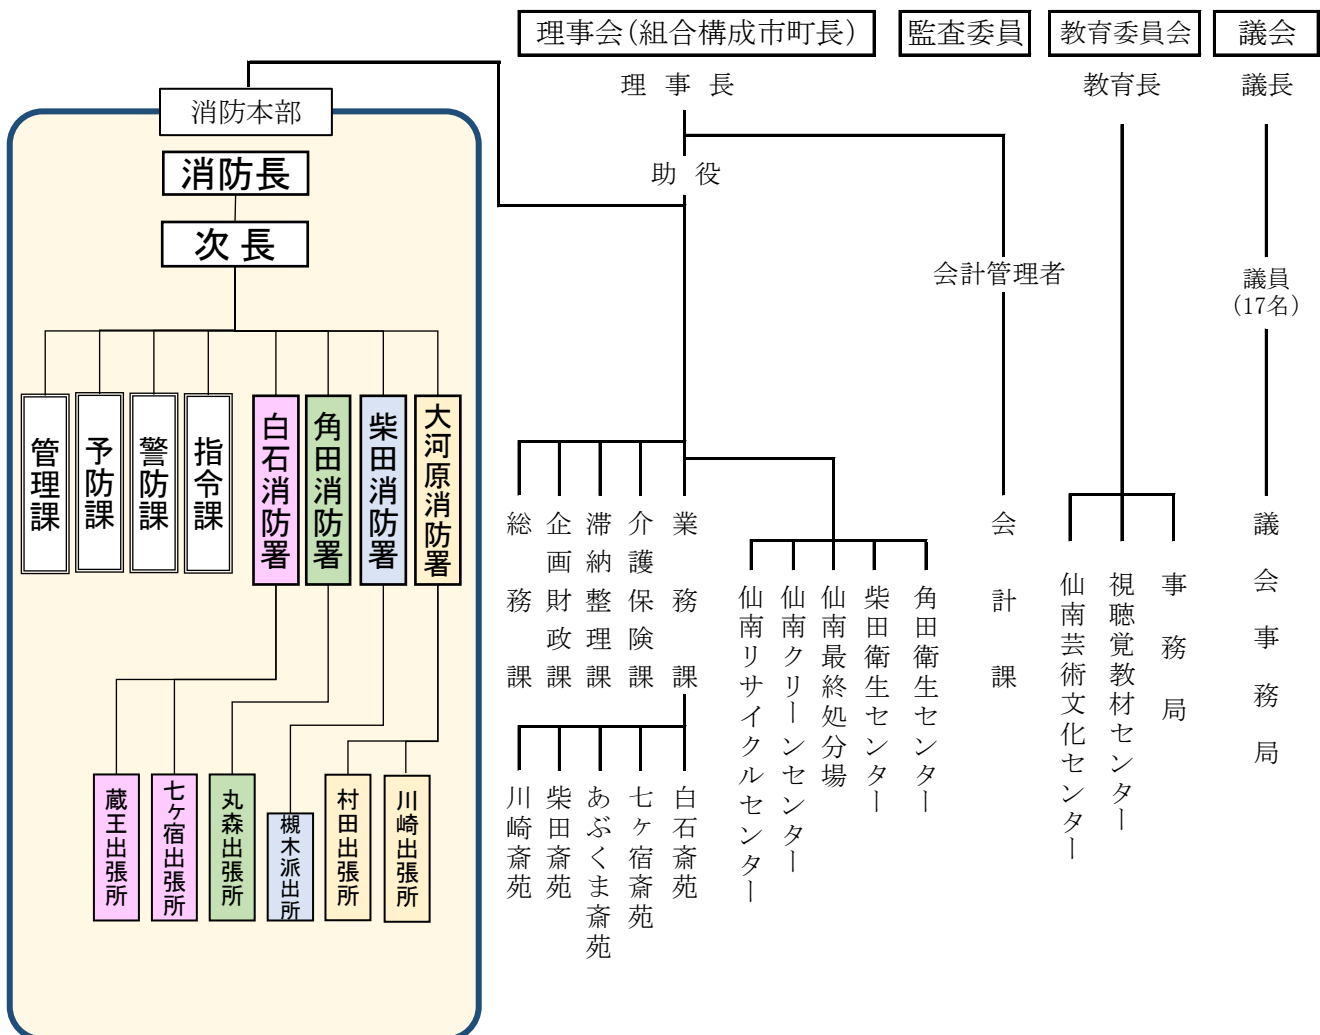 理事会(組合構成市町長)
監査委員
教育委員会
議会
理事長
教育長
議長
消防本部
消防長
次長
助役
会計管理者
議員
(17名)
管理課
予防課
警防課
指令課
白石消防署
角田消防署
柴田消防署
大河原消防署
蔵王出張所
七ヶ宿出張所
丸森出張所
槻木派出所
村田出張所
川崎出張所
総務課
企画財政課
滞納整理課
介護保険課
業務課
川崎斎苑
柴田斎苑
あぶくま斎苑
七ヶ宿斎苑
白石斎苑
仙南リサイクルセンター
仙南クリーンセンター
仙南最終処分場
柴田衛生センター
角田衛生センター
会計課
仙南芸術文化センター
視聴覚教材センター
事務局
議会事務局